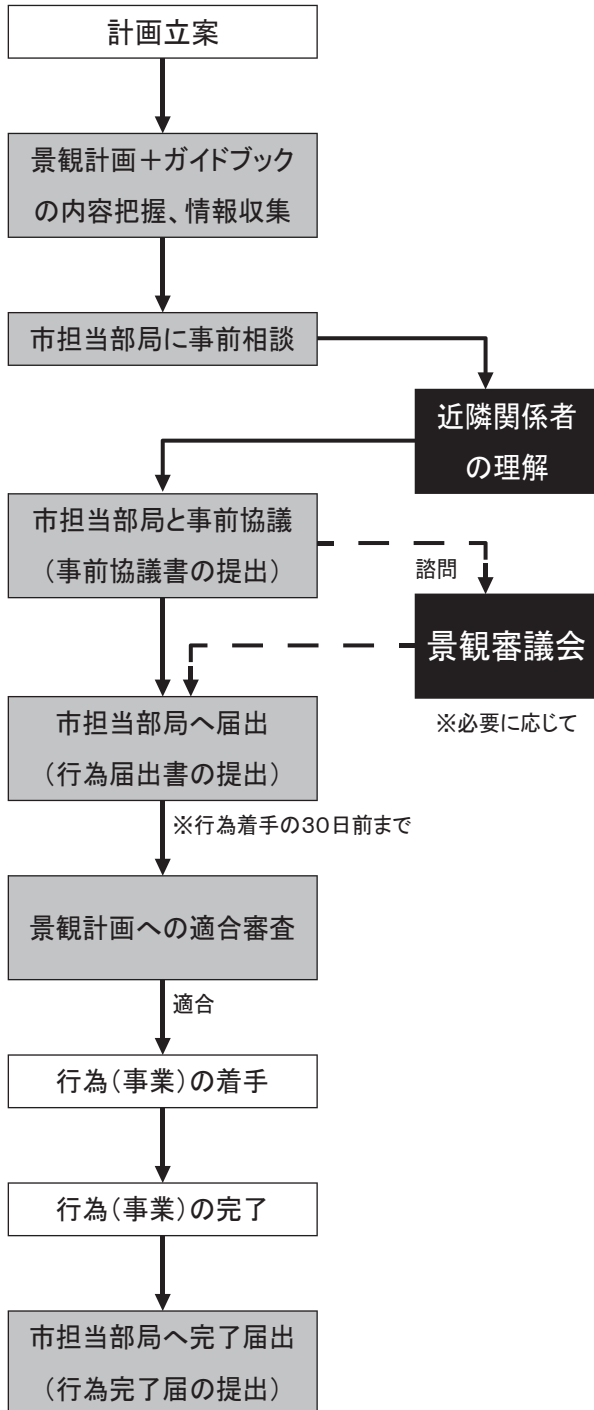 計画立案
景観計画＋ガイドブック
の内容把握、情報収集
市担当部局に事前相談
近隣関係者
の理解
市担当部局と事前協議
（事前協議書の提出）
諮問
景観審議会
※必要に応じて
市担当部局へ届出
（行為届出書の提出）
※行為着手の30日前まで
景観計画への適合審査
適合
行為（事業）の着手
行為（事業）の完了
市担当部局へ完了届出
（行為完了届の提出）